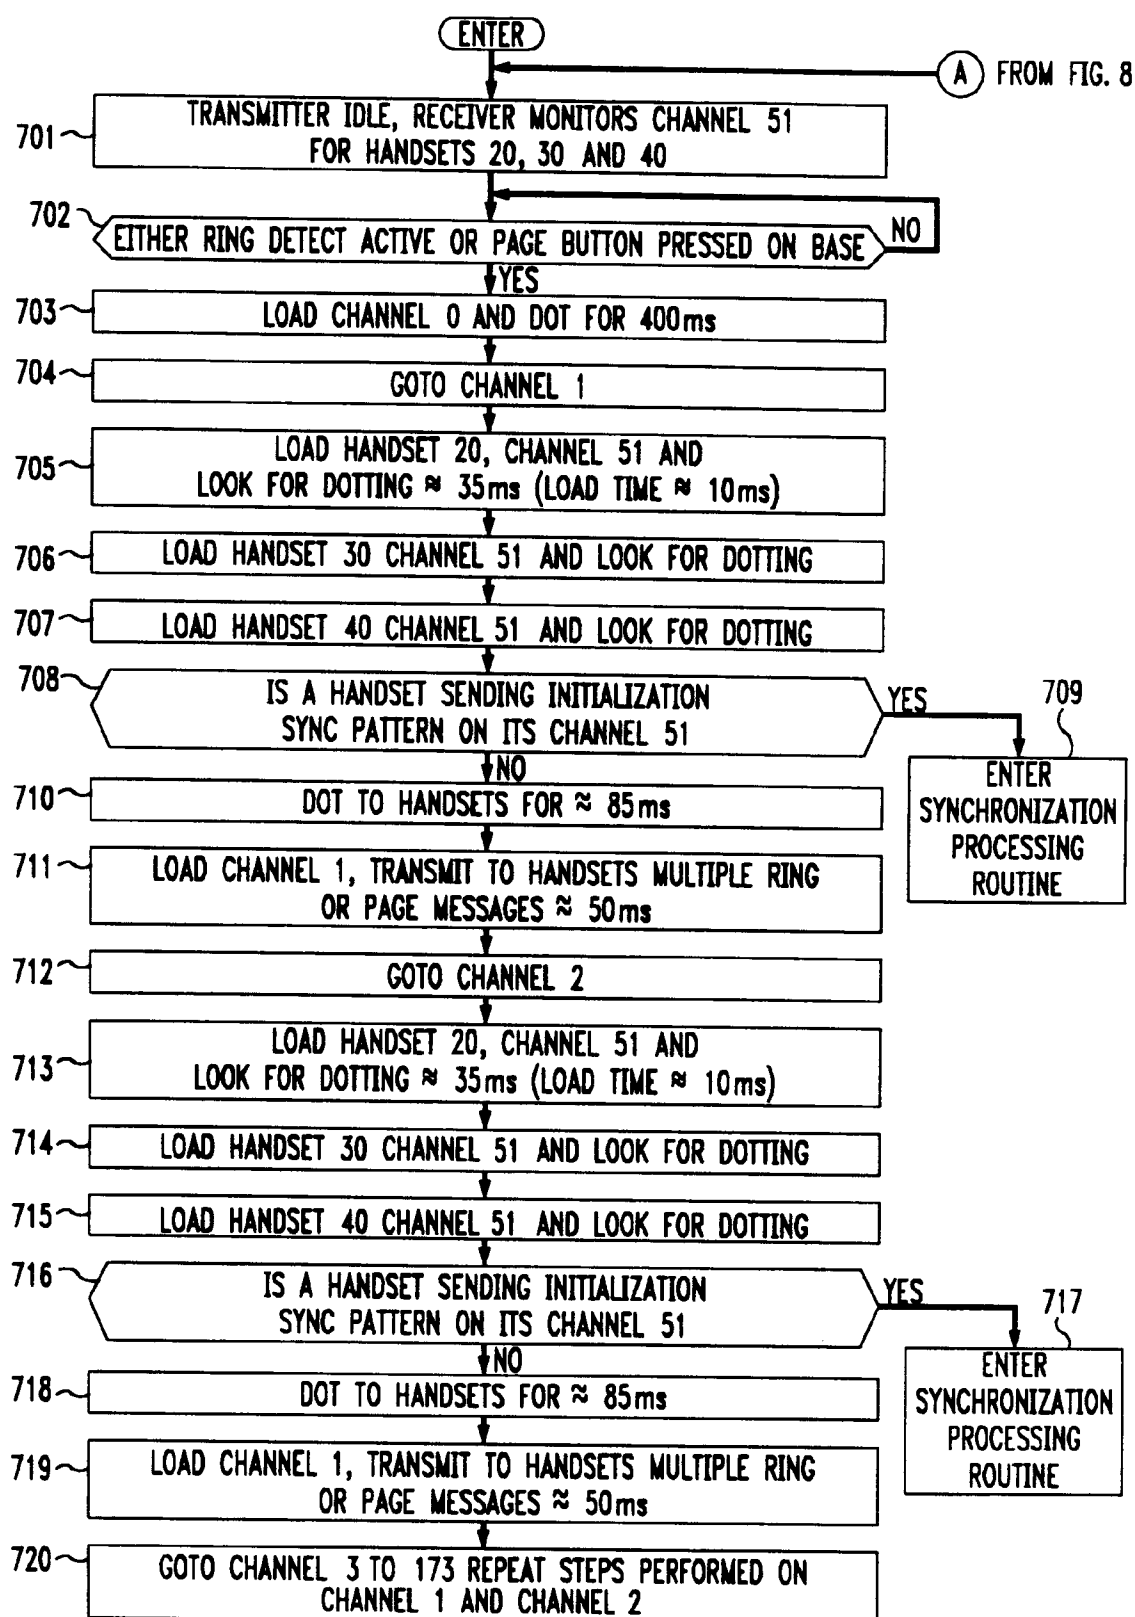 ENTER
A FROM FIG. 8
701
TRANSMITTER IDLE, RECEIVER MONITORS CHANNEL 51
FOR HANDSETS 20, 30 AND 40
702
EITHER RING DETECT ACTIVE OR PAGE BUTTON PRESSED ON BASE
NO
YES
703
LOAD CHANNEL 0 AND DOT FOR 400ms
704
GOTO CHANNEL 1
705
LOAD HANDSET 20, CHANNEL 51 AND
LOOK FOR DOTTING ≈ 35ms (LOAD TIME ≈ 10ms)
706
LOAD HANDSET 30 CHANNEL 51 AND LOOK FOR DOTTING
707
LOAD HANDSET 40 CHANNEL 51 AND LOOK FOR DOTTING
708
IS A HANDSET SENDING INITIALIZATION
SYNC PATTERN ON ITS CHANNEL 51
YES
709
ENTER
SYNCHRONIZATION
PROCESSING
ROUTINE
NO
710
DOT TO HANDSETS FOR ≈ 85ms
711
LOAD CHANNEL 1, TRANSMIT TO HANDSETS MULTIPLE RING
OR PAGE MESSAGES ≈ 50ms
712
GOTO CHANNEL 2
713
LOAD HANDSET 20, CHANNEL 51 AND
LOOK FOR DOTTING ≈ 35ms (LOAD TIME ≈ 10ms)
714
LOAD HANDSET 30 CHANNEL 51 AND LOOK FOR DOTTING
715
LOAD HANDSET 40 CHANNEL 51 AND LOOK FOR DOTTING
716
IS A HANDSET SENDING INITIALIZATION
SYNC PATTERN ON ITS CHANNEL 51
YES
717
ENTER
SYNCHRONIZATION
PROCESSING
ROUTINE
NO
718
DOT TO HANDSETS FOR ≈ 85ms
719
LOAD CHANNEL 1, TRANSMIT TO HANDSETS MULTIPLE RING
OR PAGE MESSAGES ≈ 50ms
720
GOTO CHANNEL 3 TO 173 REPEAT STEPS PERFORMED ON
CHANNEL 1 AND CHANNEL 2